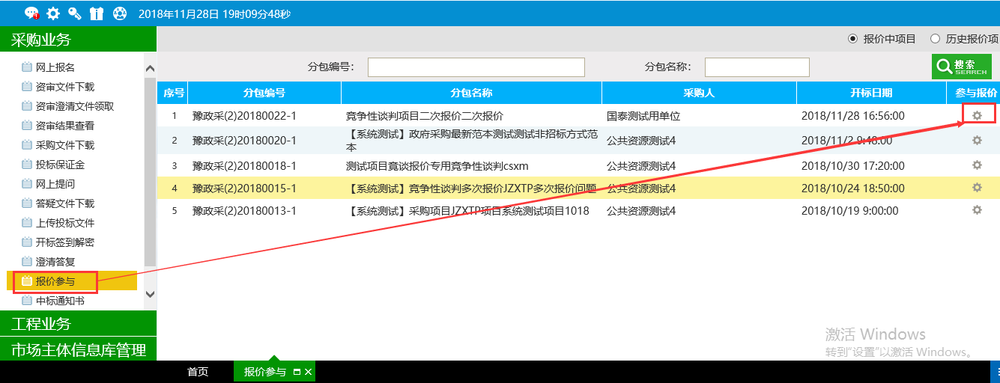 2018年11月28日 19时09分48秒
采购业务
报价中项目 历史报价项
网上报名
资审文件下载
资审澄清文件领取
资审结果查看
采购文件下载
投标保证金
网上提问
答疑文件下载
上传投标文件
开标签到解密
澄清答复
报价参与
中标通知书
工程业务
市场主体信息库管理
分包编号： 分包名称： 搜索
SEARCH
序号 分包编号 分包名称 采购人 开标日期 参与报价
1 豫政采(2)20180022-1 竞争性谈判项目二次报价二次报价 国泰测试用单位 2018/11/28 16:56:00
2 豫政采(2)20180020-1 【系统测试】政府采购最新范本测试测试非招标方式范
本 公共资源测试4 2018/11/2 9:48:00
3 豫政采(2)20180018-1 测试项目竟谈报价专用竞争性谈判csxm 公共资源测试4 2018/10/30 17:20:00
4 豫政采(2)20180015-1 【系统测试】竞争性谈判多次报价JZXTP多次报价问题 公共资源测试4 2018/10/24 18:50:00
5 豫政采(2)20180013-1 【系统测试】采购项目JZXTP项目系统测试项目1018 公共资源测试4 2018/10/19 9:00:00
激活 Windows
转到"设置"以激活 Windows。
首页 报价参与